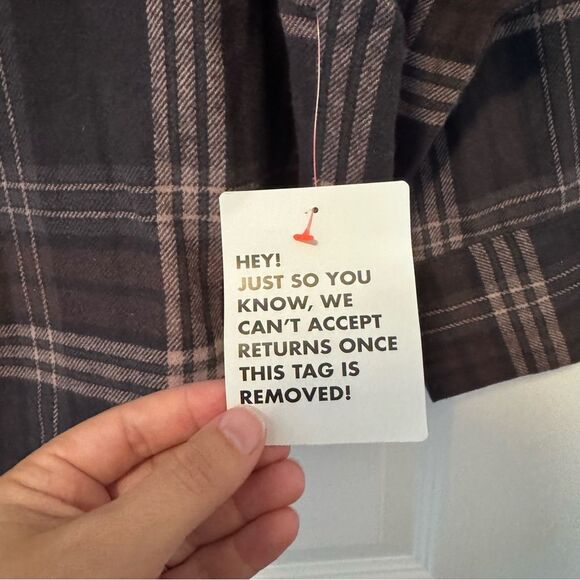 HEY!
JUST SO YOU
KNOW, WE
CAN'T ACCEPT
RETURNS ONCE
THIS TAG IS
REMOVED!